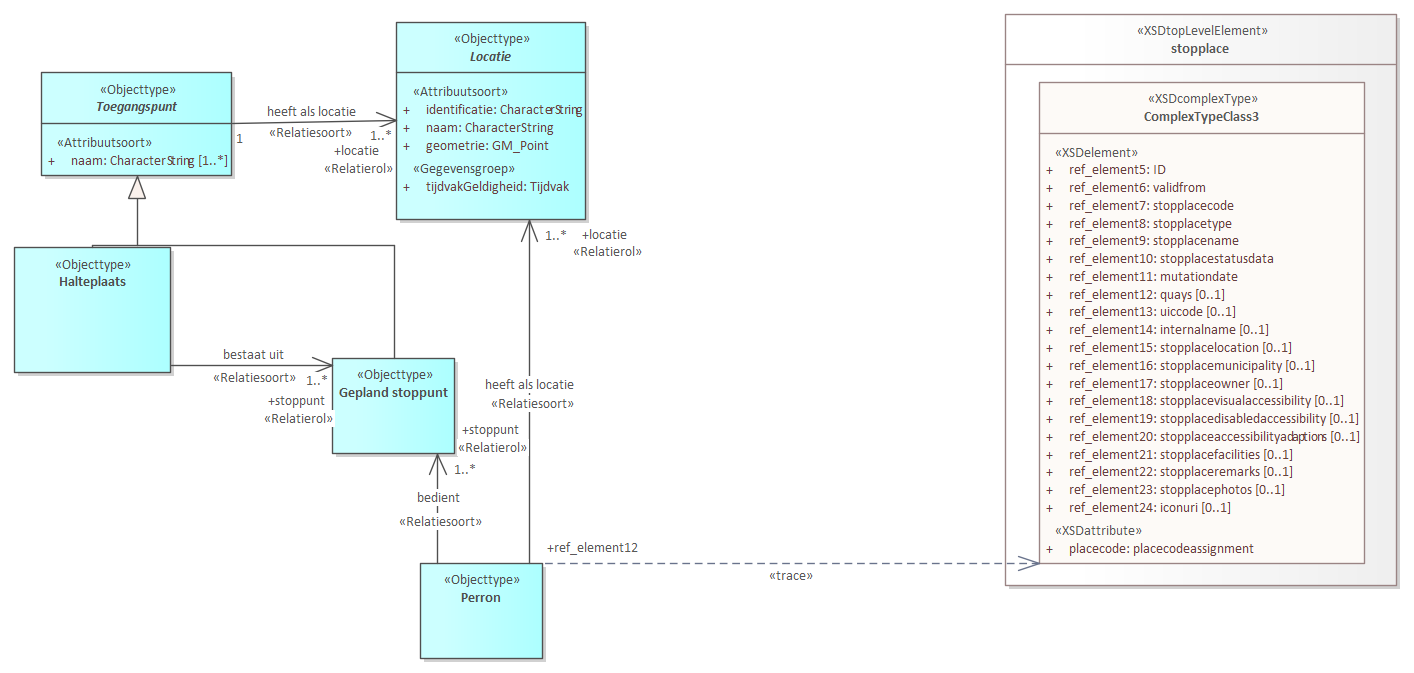 «Objecttype»
Toegangspunt
«Attribuutsoort»
+ naam: CharacterString [1..*]
heeft als locatie
«Relatiesoort»
1
1..*
+locatie
«Relatierol»
«Objecttype»
Locatie
«Attribuutsoort»
+ identificatie: CharacterString
+ naam: CharacterString
+ geometrie: GM_Point
«Gegevensgroep»
+ tijdvakGeldigheid: Tijdvak
1..* +locatie
«Relatierol»
«Objecttype»
Halteplaats
bestaat uit
«Relatiesoort»
1..*
+stoppunt
«Relatierol»
«Objecttype»
Gepland stoppunt
heeft als locatie
«Relatiesoort»
+stoppunt
«Relatierol»
1..*
bedient
«Relatiesoort»
«Objecttype»
Perron
+ref_element12
«trace»
«XSDtopLevelElement»
stopplace
«XSDcomplexType»
ComplexTypeClass3
«XSDelement»
+ ref_element5: ID
+ ref_element6: validfrom
+ ref_element7: stopplacecode
+ ref_element8: stopplacetype
+ ref_element9: stopplacename
+ ref_element10: stopplacestatusdata
+ ref_element11: mutationdate
+ ref_element12: quays [0..1]
+ ref_element13: uiccode [0..1]
+ ref_element14: internalname [0..1]
+ ref_element15: stopplacelocation [0..1]
+ ref_element16: stopplacemunicipality [0..1]
+ ref_element17: stopplaceowner [0..1]
+ ref_element18: stopplacevisualaccessibility [0..1]
+ ref_element19: stopplacedisabledaccessibility [0..1]
+ ref_element20: stopplaceaccessibilityadaptions [0..1]
+ ref_element21: stopplacefacilities [0..1]
+ ref_element22: stopplaceremarks [0..1]
+ ref_element23: stopplacephotos [0..1]
+ ref_element24: iconuri [0..1]
«XSDattribute»
+ placecode: placecodeassignment